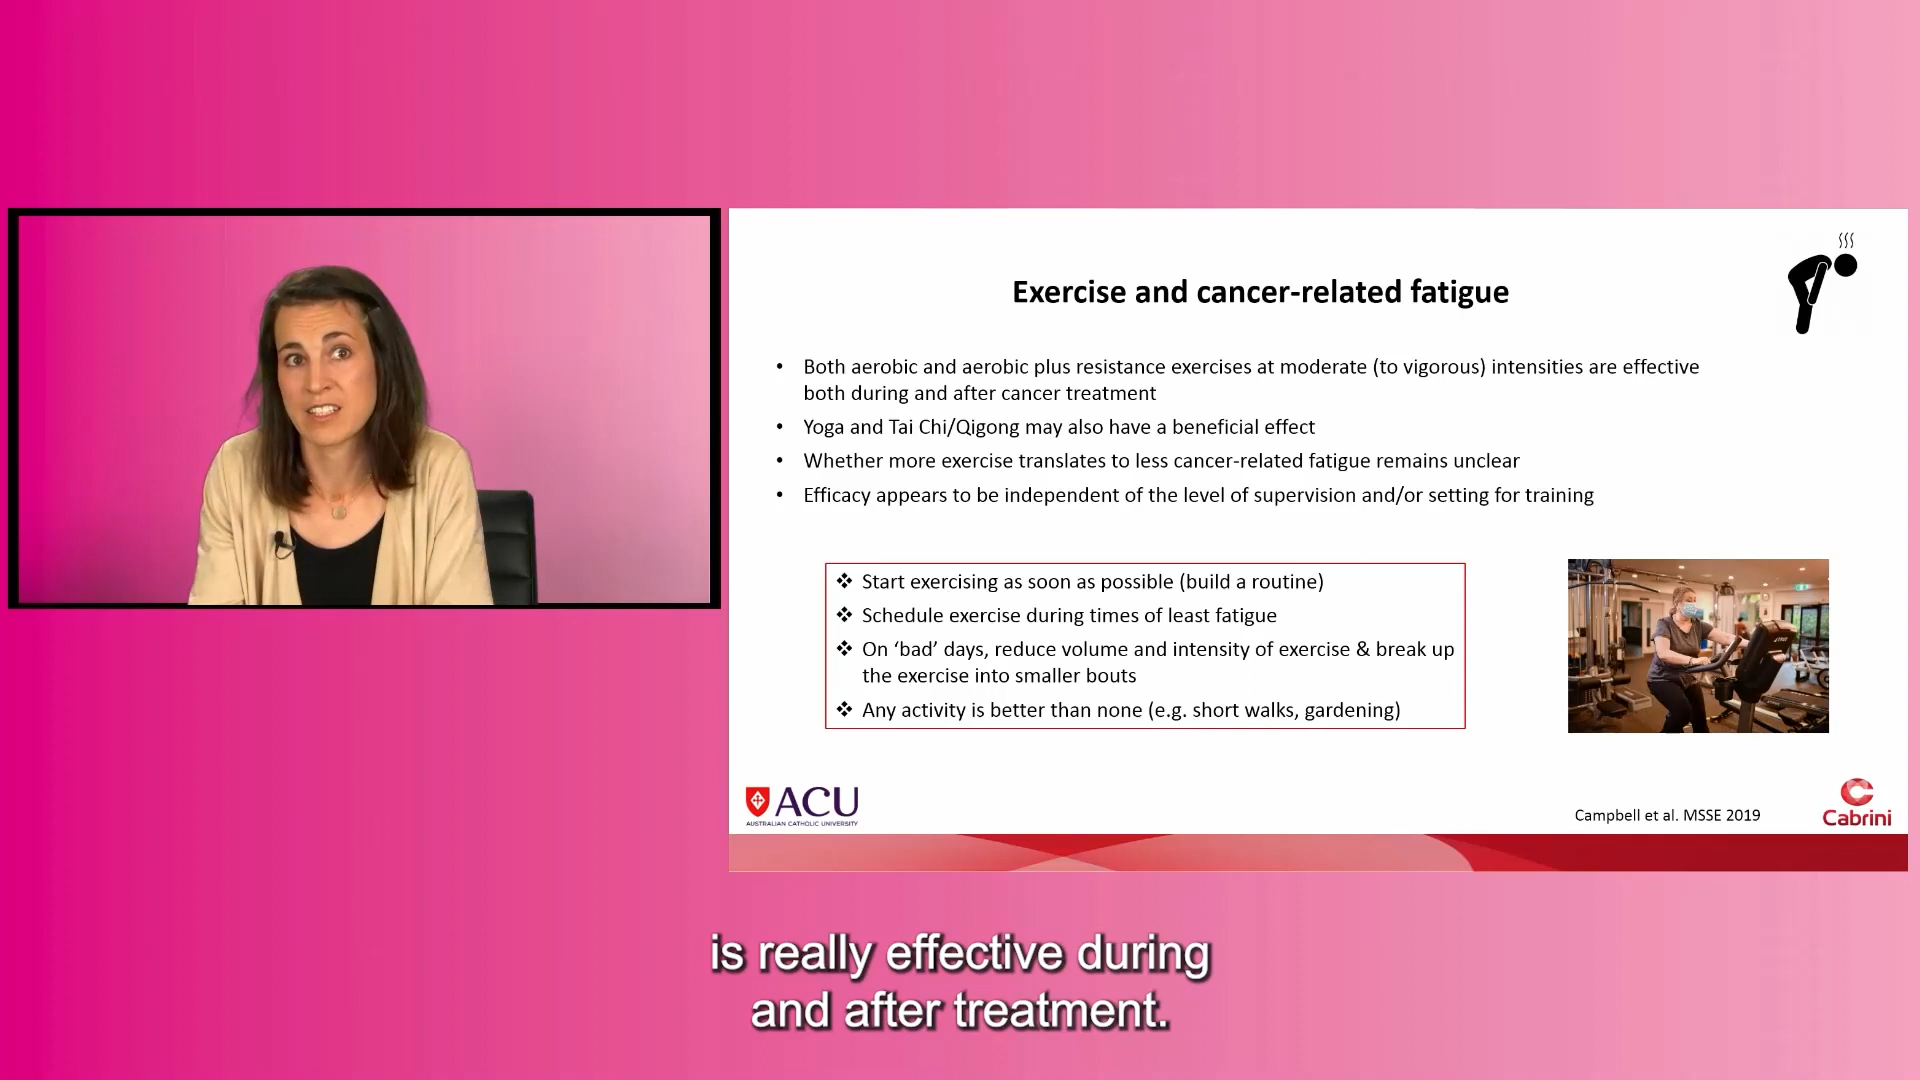 Exercise and cancer-related fatigue
• Both aerobic and aerobic plus resistance exercises at moderate (to vigorous) intensities are effective
both during and after cancer treatment
• Yoga and Tai Chi/Qigong may also have a beneficial effect
• Whether more exercise translates to less cancer-related fatigue remains unclear
• Efficacy appears to be independent of the level of supervision and/or setting for training
❖ Start exercising as soon as possible (build a routine)
❖ Schedule exercise during times of least fatigue
❖ On ‘bad’ days, reduce volume and intensity of exercise & break up
the exercise into smaller bouts
❖ Any activity is better than none (e.g. short walks, gardening)
ACU
AUSTRALIAN CATHOLIC UNIVERSITY
Campbell et al. MSSE 2019
Cabrini
is really effective during
and after treatment.